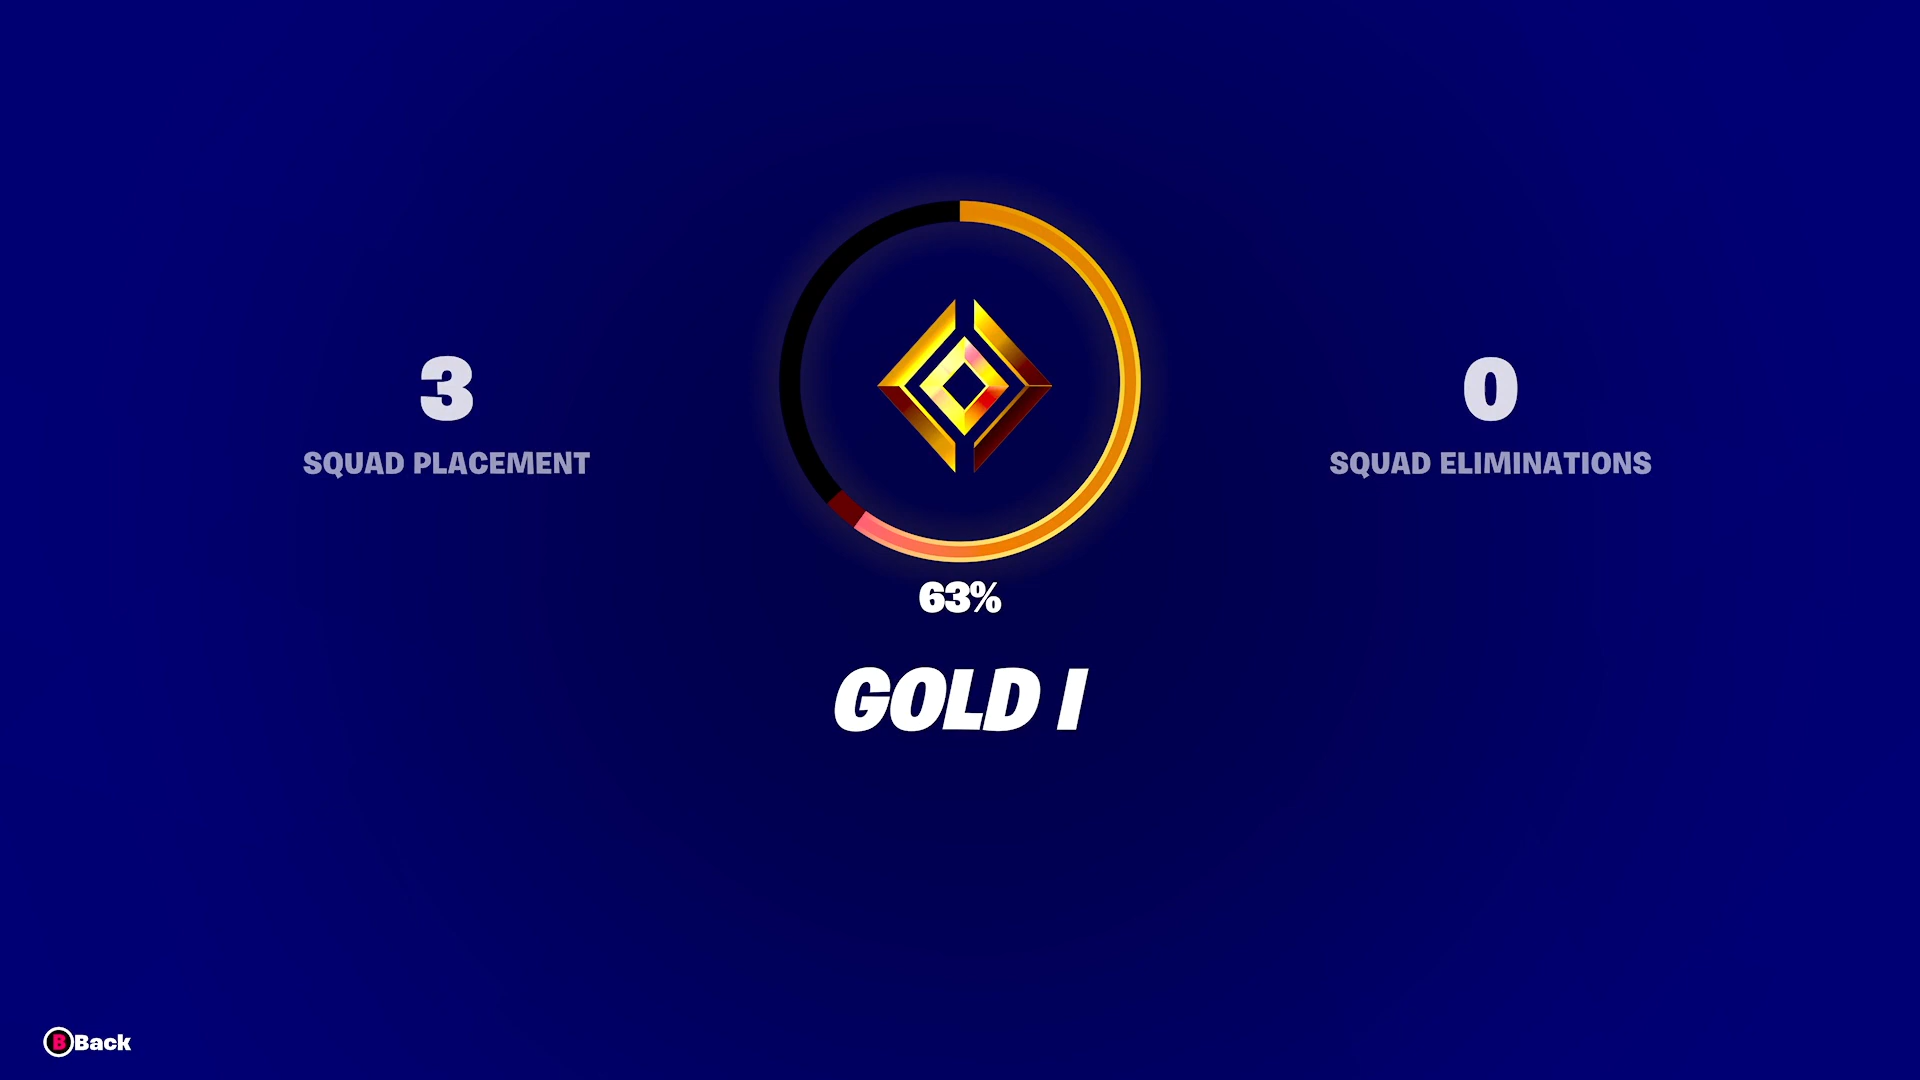 3
SQUAD PLACEMENT
0
SQUAD ELIMINATIONS
63%
GOLD I
B Back